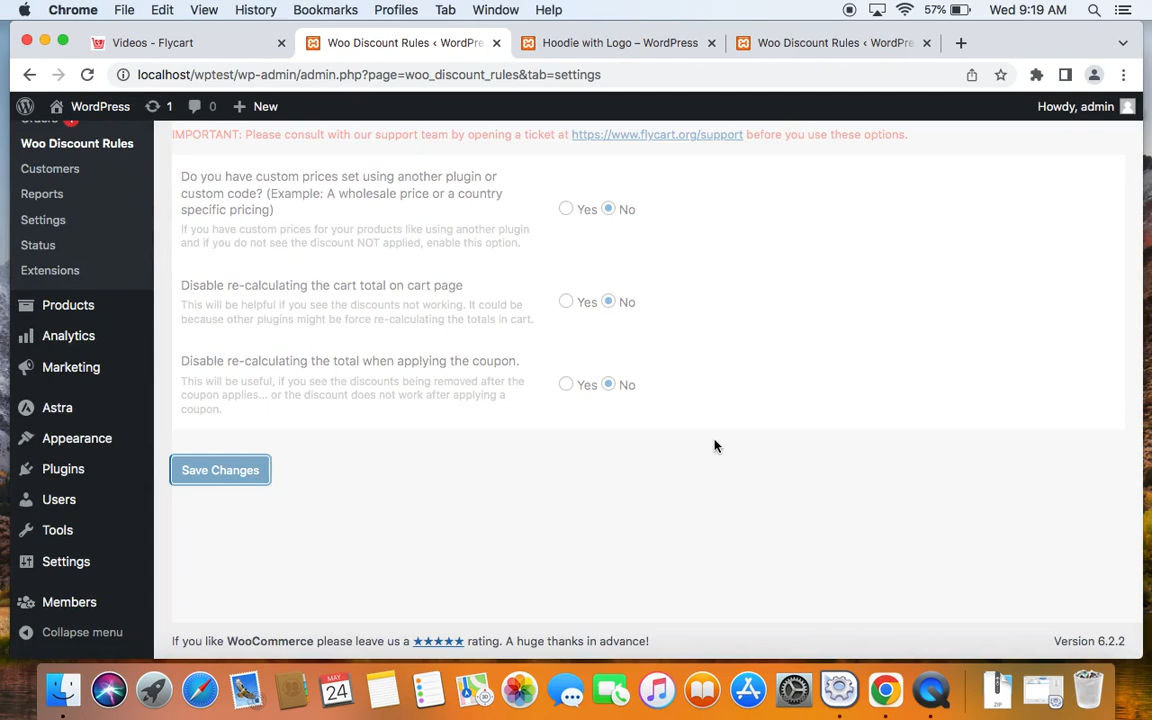 Chrome File Edit View History Bookmarks Profiles Tab Window Help 57% Wed 9:19 AM
Videos - Flycart Woo Discount Rules ‹ WordPre Hoodie with Logo – WordPress Woo Discount Rules ‹ WordPre
localhost/wptest/wp-admin/admin.php?page=woo_discount_rules&tab=settings
WordPress 1 0 New Howdy, admin
IMPORTANT: Please consult with our support team by opening a ticket at https://www.flycart.org/support before you use these options.
Woo Discount Rules
Customers
Reports
Settings
Status
Extensions
Products
Analytics
Marketing
Astra
Appearance
Plugins
Users
Tools
Settings
Members
Collapse menu
Do you have custom prices set using another plugin or
custom code? (Example: A wholesale price or a country
specific pricing)
If you have custom prices for your products like using another plugin
and if you do not see the discount NOT applied, enable this option.
Yes No
Disable re-calculating the cart total on cart page
This will be helpful if you see the discounts not working. It could be
because other plugins might be force re-calculating the totals in cart.
Yes No
Disable re-calculating the total when applying the coupon.
This will be useful, if you see the discounts being removed after the
coupon applies... or the discount does not work after applying a
coupon.
Yes No
Save Changes
If you like WooCommerce please leave us a ★★★★★ rating. A huge thanks in advance! Version 6.2.2
MAY
24
ZIP